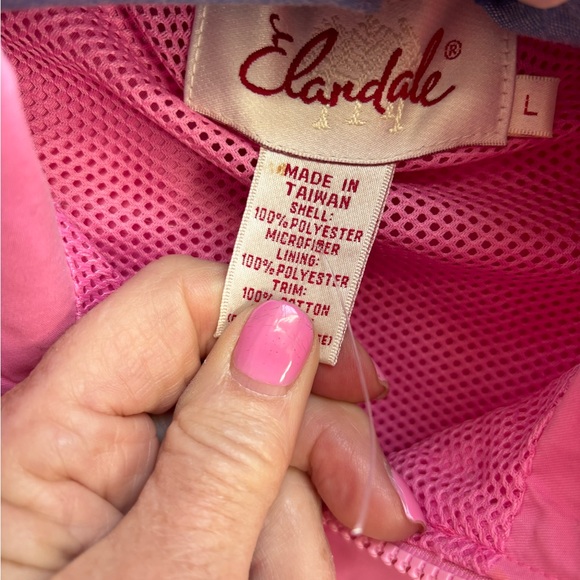 Elandale®
L
MADE IN
TAIWAN
SHELL:
100% POLYESTER
MICROFIBER
LINING:
100% POLYESTER
TRIM:
100% COTTON